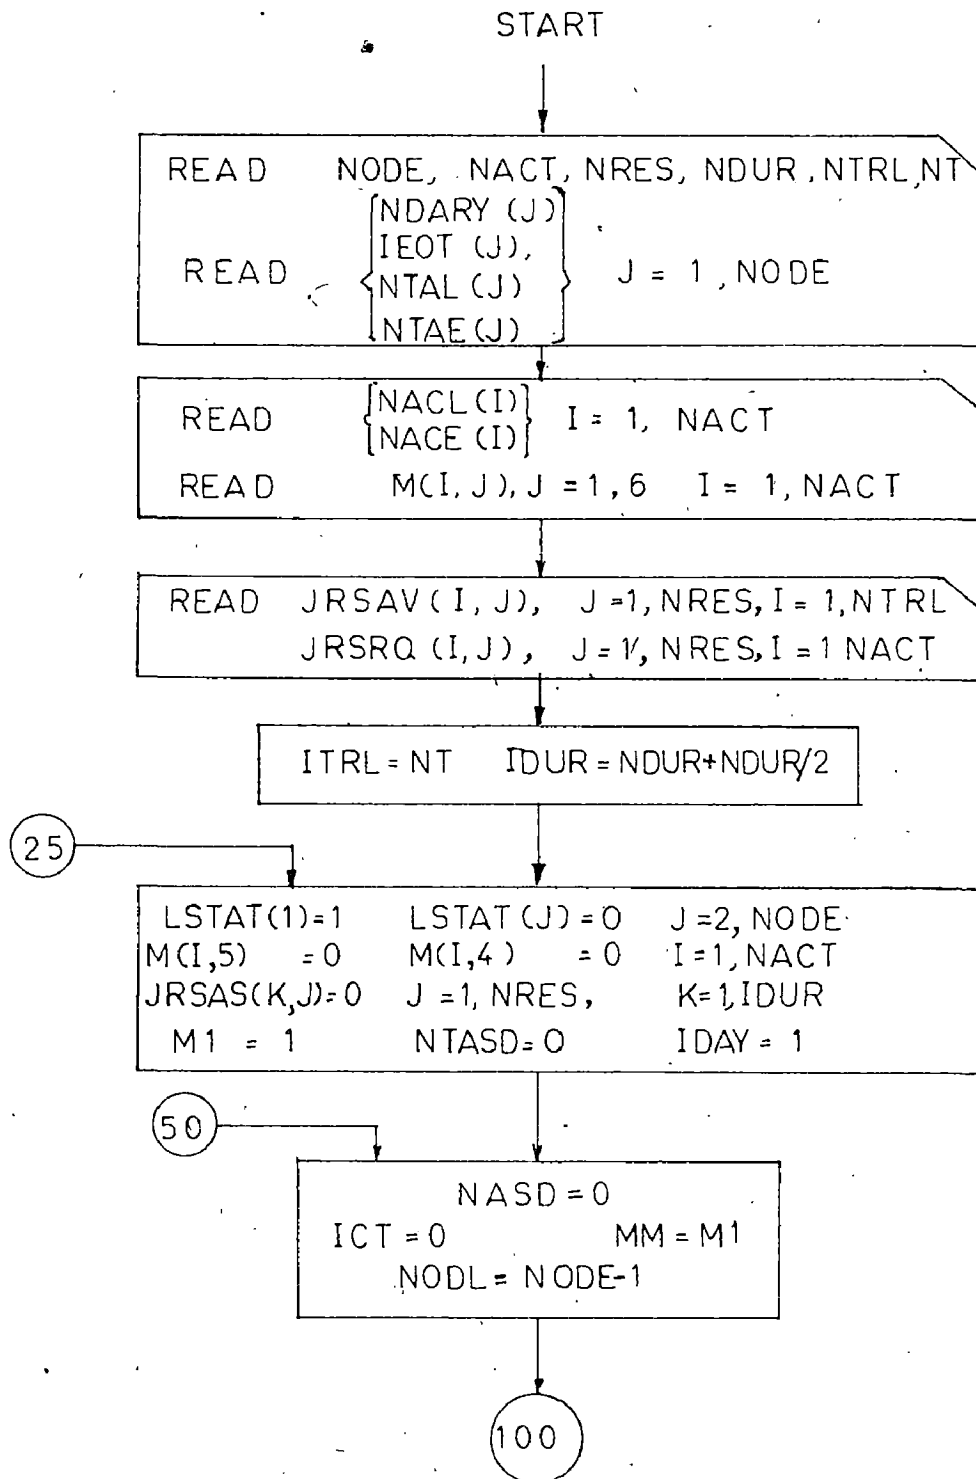 START
READ NODE, NACT, NRES, NDUR, NTRL, NT
NDARY (J)
IEOT (J),
READ J = 1, NODE
NTAL (J)
NTAE (J)
NACL (I)
READ I = 1, NACT
NACE (I)
READ M(I, J), J = 1, 6 I = 1, NACT
READ JRSAV (I, J), J = 1, NRES, I = 1, NTRL
JRSRQ (I, J), J = 1, NRES, I = 1 NACT
ITRL = NT IDUR = NDUR+NDUR/2
25
LSTAT(1)=1 LSTAT(J)=0 J=2, NODE
M(I,5) =0 M(I,4) =0 I=1, NACT
JRSAS(K,J)=0 J=1, NRES, K=1, IDUR
M1 = 1 NTASD=0 IDAY = 1
50
NASD=0
ICT=0 MM=M1
NODL= NODE-1
100